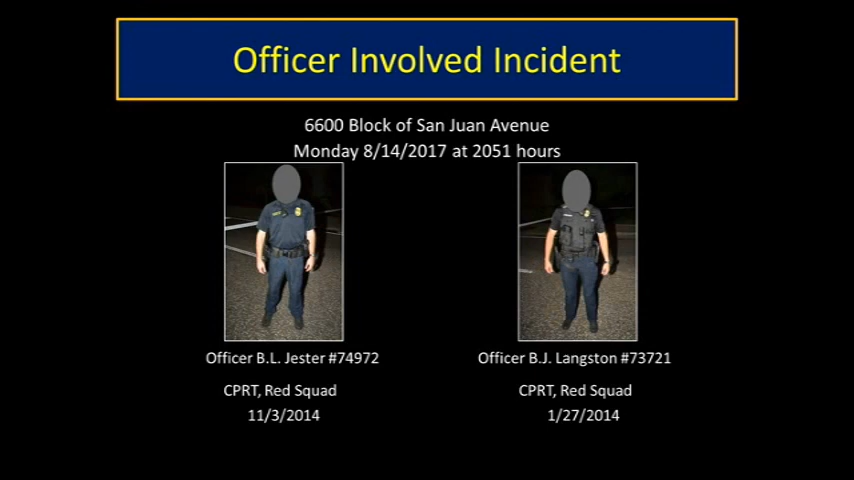 Officer Involved Incident
6600 Block of San Juan Avenue
Monday 8/14/2017 at 2051 hours
Officer B.L. Jester #74972
CPRT, Red Squad
11/3/2014
Officer B.J. Langston #73721
CPRT, Red Squad
1/27/2014